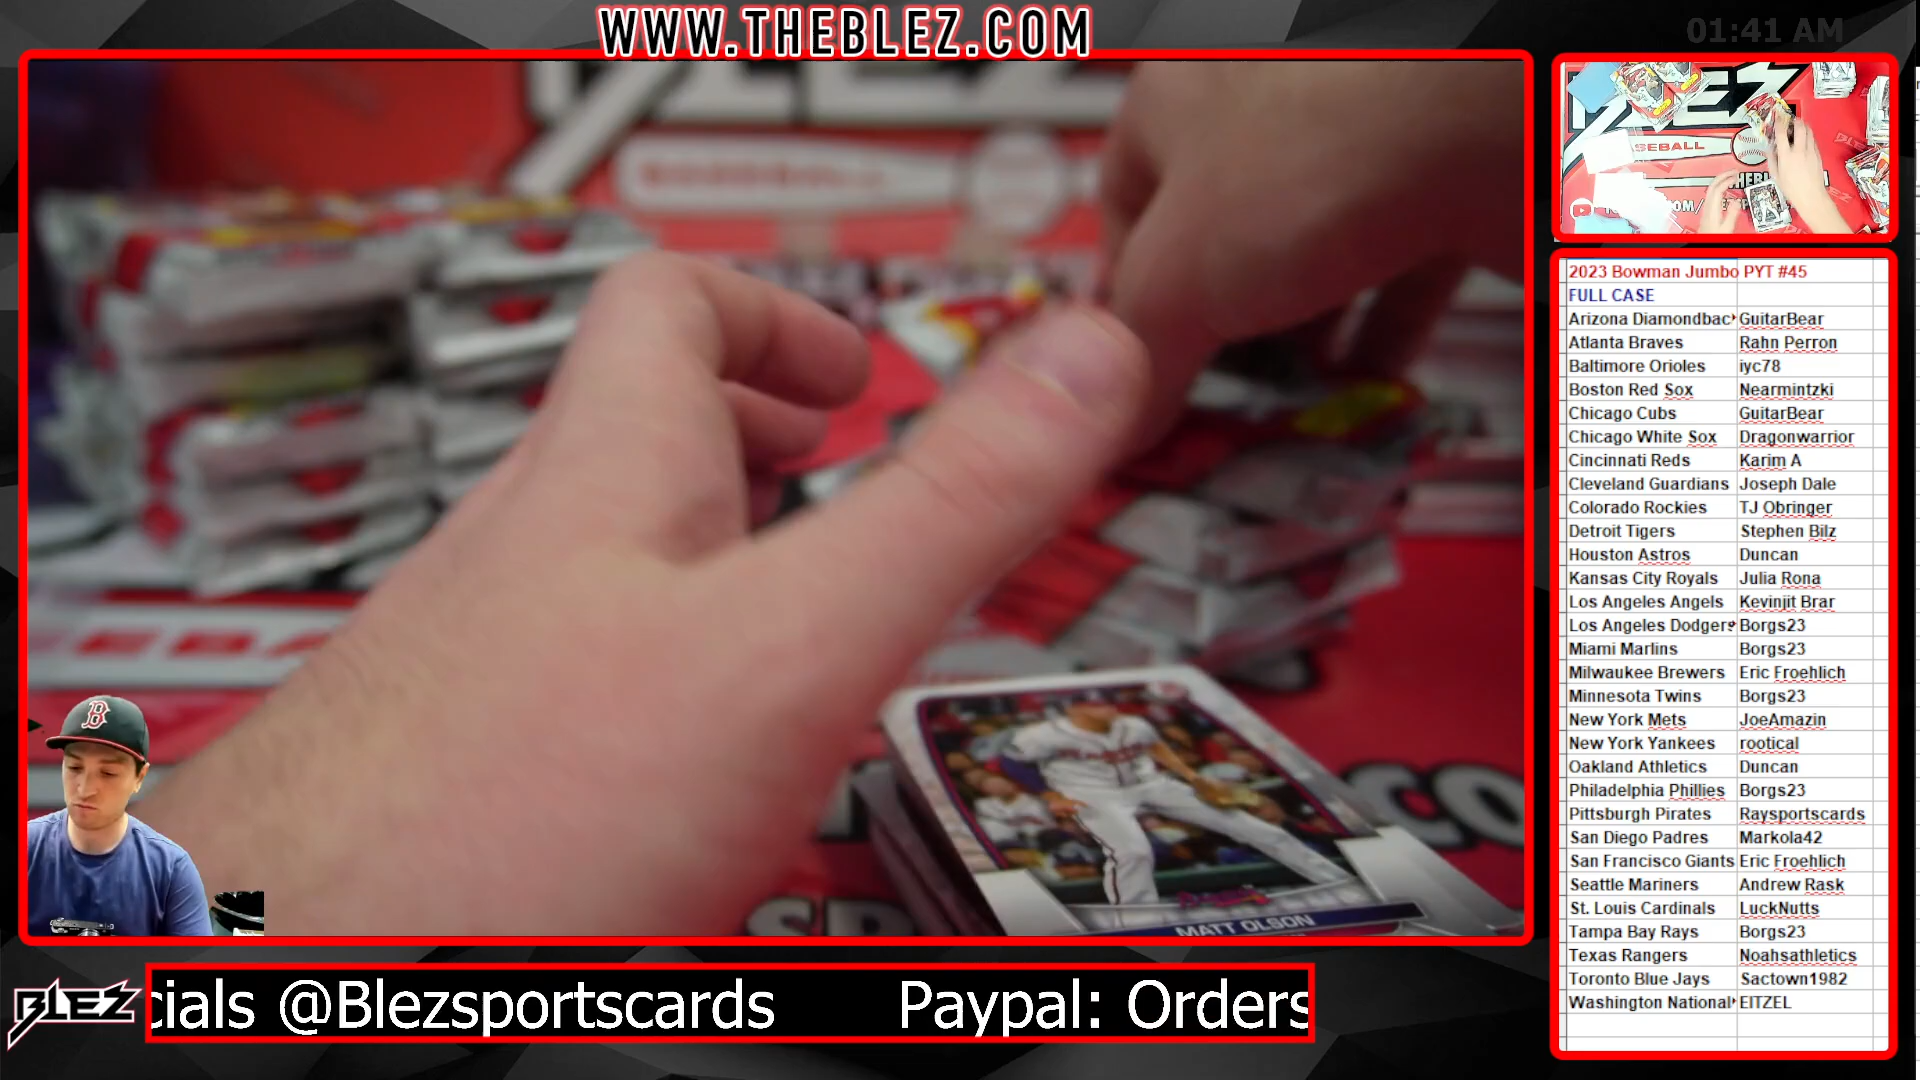 WWW.THEBLEZ.COM
01:41 AM
BASEBALL
2023 Bowman Jumbo PYT #45
FULL CASE
Arizona Diamondbac GuitarBear
Atlanta Braves Rahn Perron
Baltimore Orioles iyc78
Boston Red Sox Nearmintzki
Chicago Cubs GuitarBear
Chicago White Sox Dragonwarrior
Cincinnati Reds Karim A
Cleveland Guardians Joseph Dale
Colorado Rockies TJ Obringer
Detroit Tigers Stephen Bilz
Houston Astros Duncan
Kansas City Royals Julia Rona
Los Angeles Angels Kevinjit Brar
Los Angeles Dodgers Borgs23
Miami Marlins Borgs23
Milwaukee Brewers Eric Froehlich
Minnesota Twins Borgs23
New York Mets JoeAmazin
New York Yankees rootical
Oakland Athletics Duncan
Philadelphia Phillies Borgs23
Pittsburgh Pirates Raysportscards
San Diego Padres Markola42
San Francisco Giants Eric Froehlich
Seattle Mariners Andrew Rask
St. Louis Cardinals LuckNutts
Tampa Bay Rays Borgs23
Texas Rangers Noahsathletics
Toronto Blue Jays Sactown1982
Washington National EITZEL
MATT OLSON
BLEZ
cials @Blezsportscards Paypal: Orders